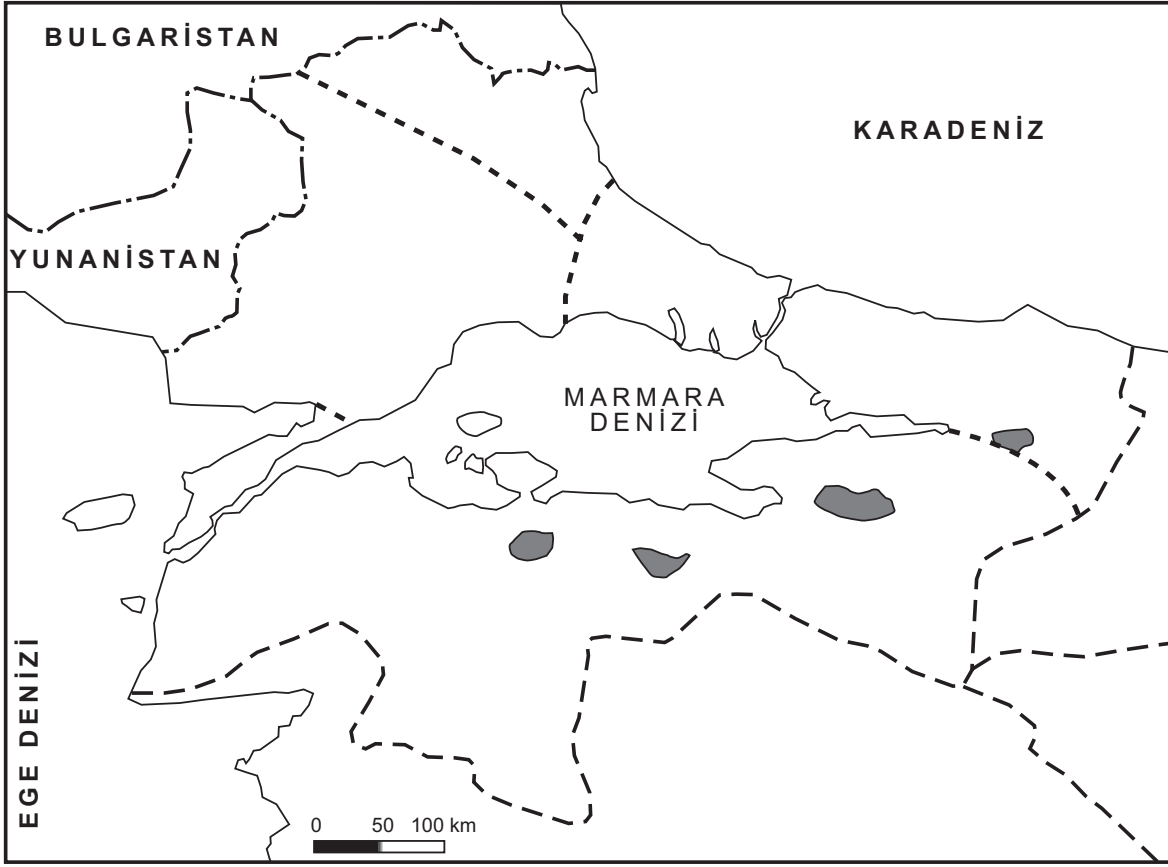 BULGARİSTAN
KARADENİZ
YUNANİSTAN
MARMARA
DENİZİ
EGE DENİZİ
0 50 100 km